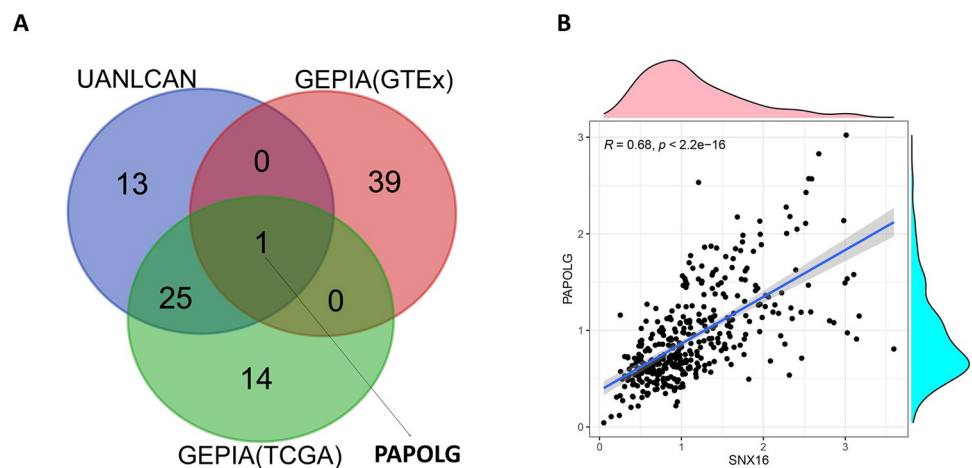 A
UANLCAN GEPIA(GTEx)
0
13 39
1
25 0
14
GEPIA(TCGA) PAPOLG
B
R = 0.68, p < 2.2e−16
3
2
1
0
PAPOLG
0 1 2 3
SNX16